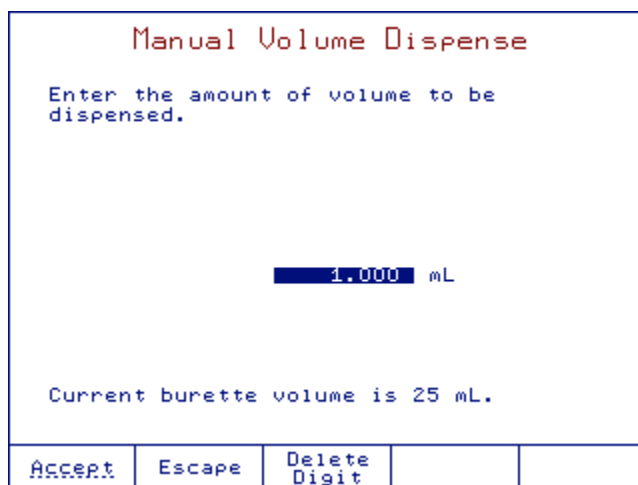 Manual Volume Dispense
Enter the amount of volume to be
dispensed.
1.000 mL
Current burette volume is 25 mL.
Accept Escape Delete
Digit